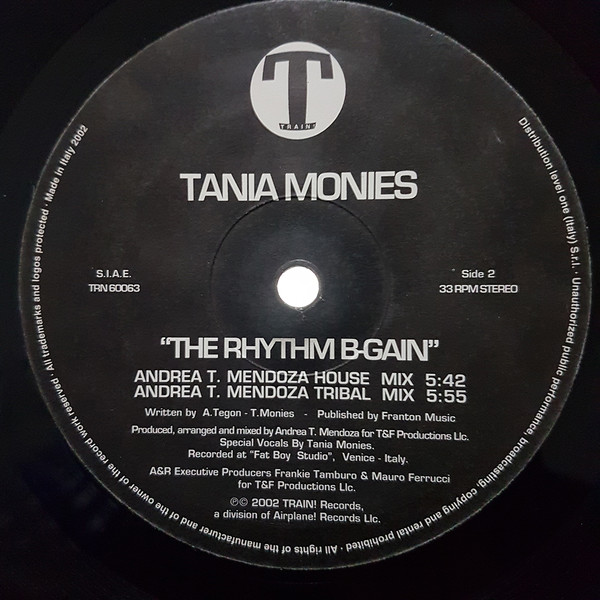 T
TRAIN!
TANIA MONIES
S.I.A.E.
TRN 60063
Side 2
33 RPM STEREO
"THE RHYTHM B-GAIN"
ANDREA T. MENDOZA HOUSE MIX 5:42
ANDREA T. MENDOZA TRIBAL MIX 5:55
Written by A.Tegon - T.Monies - Published by Franton Music
Produced, arranged and mixed by Andrea T. Mendoza for T&F Productions Llc.
Special Vocals By Tania Monies.
Recorded at "Fat Boy Studio", Venice - Italy.
A&R Executive Producers Frankie Tamburo & Mauro Ferrucci
for T&F Productions Llc.
℗© 2002 TRAIN! Records,
a division of Airplane! Records Llc.
Distribution level one (Italy) S.r.l. · Unauthorized public performance, broadcasting, copying and rental prohibited · All rights of the manufacturer and of the owner of the record work reserved · All trademarks and logos protected · Made in Italy 2002